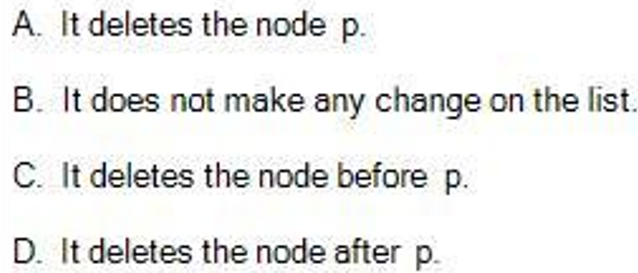 A. It deletes the node p.
B. It does not make any change on the list.
C. It deletes the node before p.
D. It deletes the node after p.